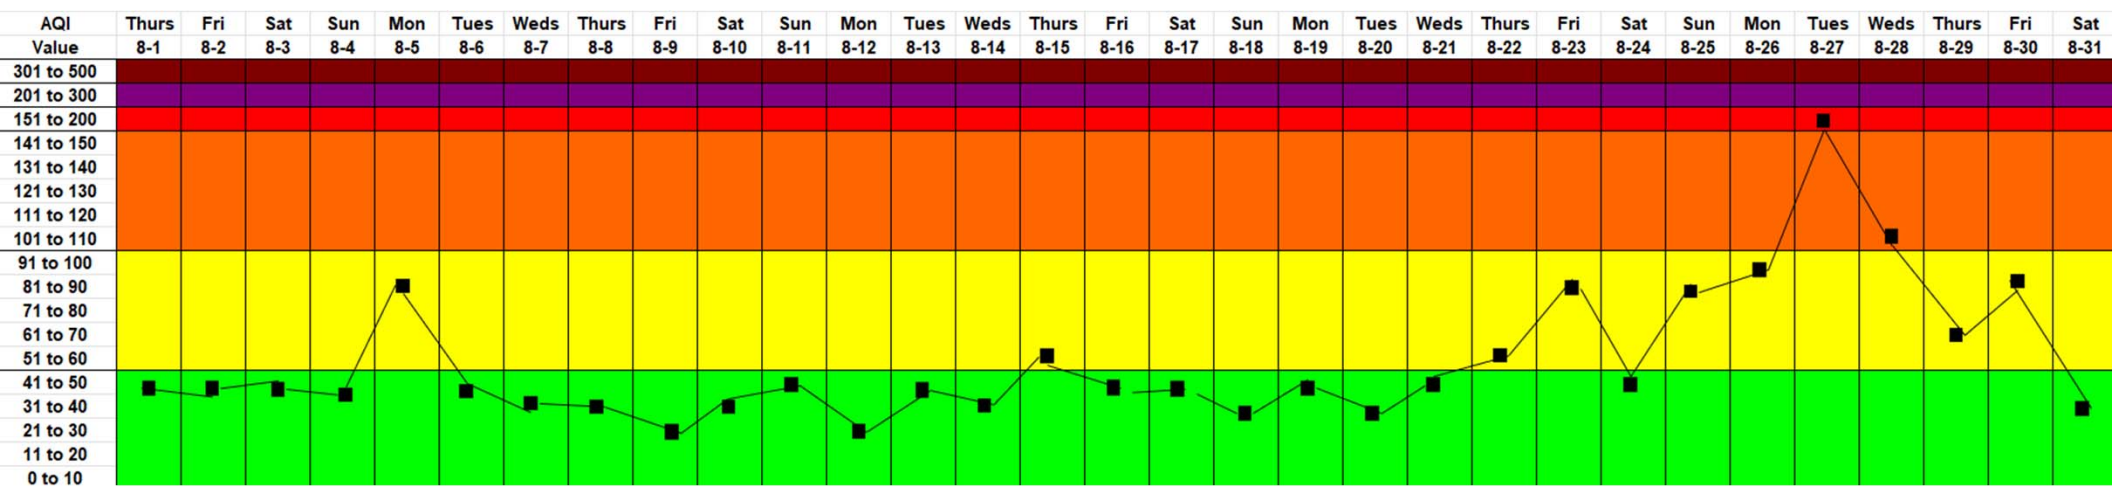 AQI Thurs Fri Sat Sun Mon Tues Weds Thurs Fri Sat Sun Mon Tues Weds Thurs Fri Sat Sun Mon Tues Weds Thurs Fri Sat Sun Mon Tues Weds Thurs Fri Sat
Value 8-1 8-2 8-3 8-4 8-5 8-6 8-7 8-8 8-9 8-10 8-11 8-12 8-13 8-14 8-15 8-16 8-17 8-18 8-19 8-20 8-21 8-22 8-23 8-24 8-25 8-26 8-27 8-28 8-29 8-30 8-31
301 to 500
201 to 300
151 to 200
141 to 150
131 to 140
121 to 130
111 to 120
101 to 110
91 to 100
81 to 90
71 to 80
61 to 70
51 to 60
41 to 50
31 to 40
21 to 30
11 to 20
0 to 10